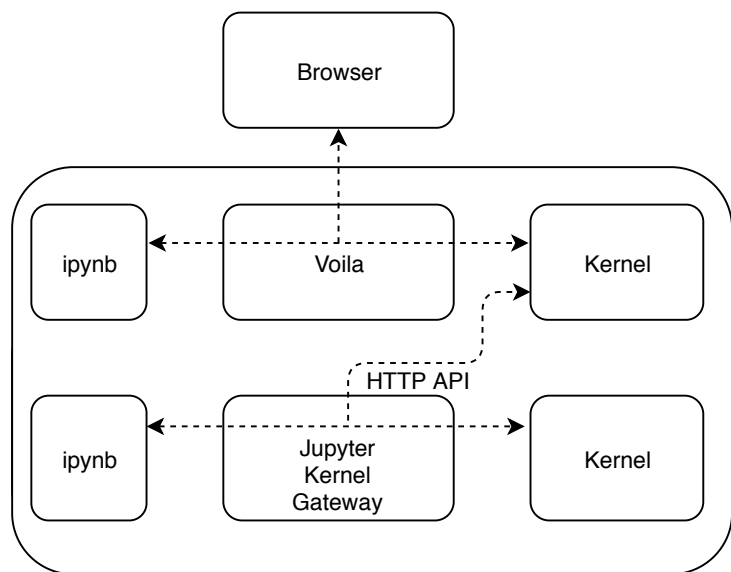 Browser
ipynb
Voila
Kernel
HTTP API
ipynb
Jupyter
Kernel
Gateway
Kernel